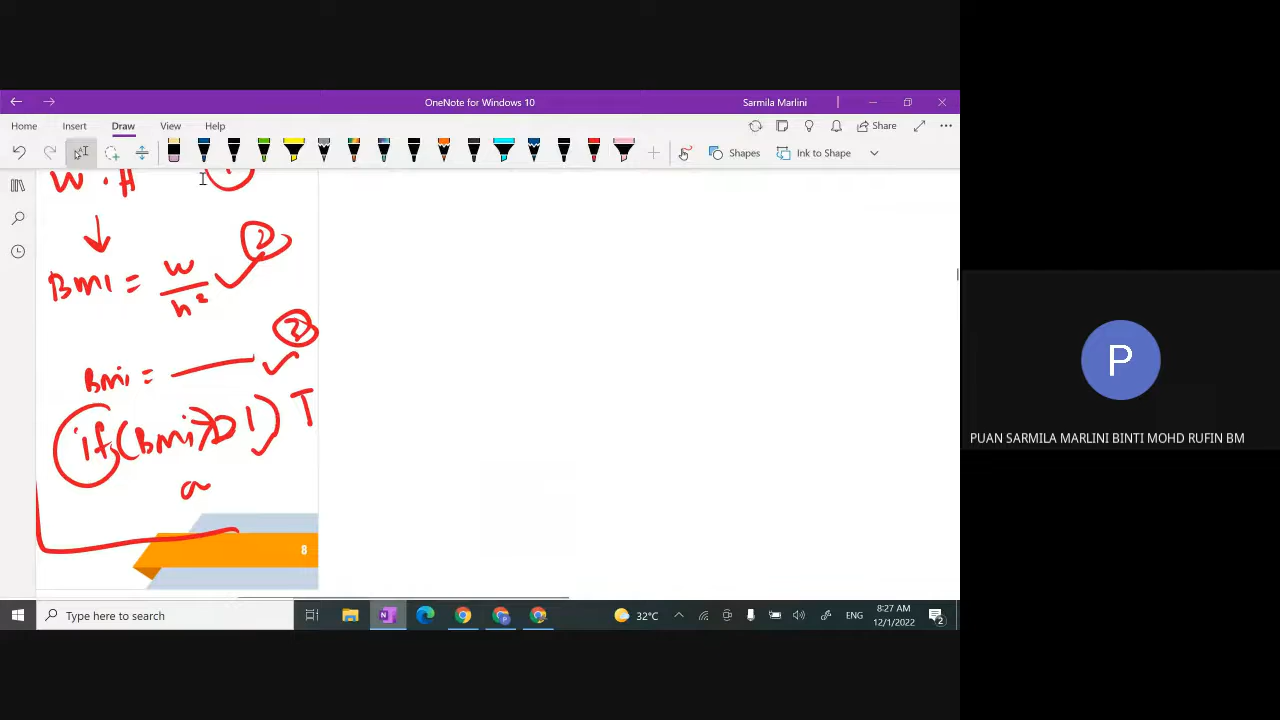 OneNote for Windows 10
Sarmila Marlini
Home Insert Draw View Help
Share
Shapes
Ink to Shape
W . H
2
BMI = w
h²
Bmi =
if (Bmi > ) T
a
8
P
PUAN SARMILA MARLINI BINTI MOHD RUFIN BM
Type here to search
32°C
ENG
8:27 AM
12/1/2022
2